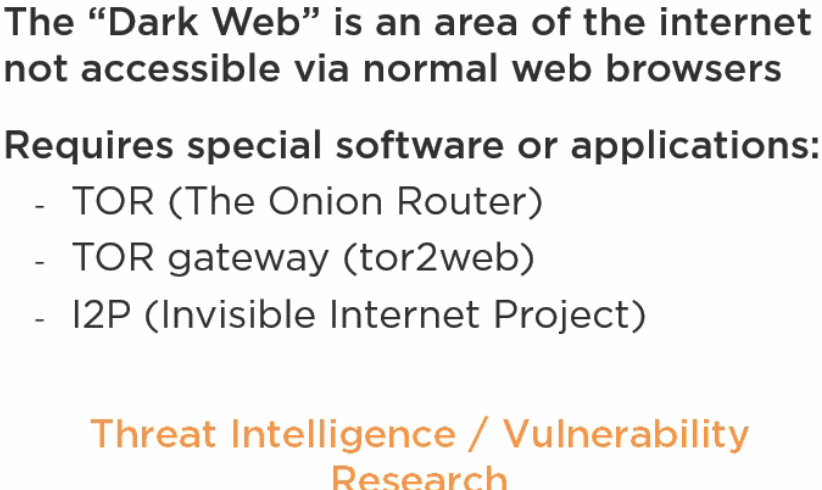 The “Dark Web” is an area of the internet
not accessible via normal web browsers
Requires special software or applications:
- TOR (The Onion Router)
- TOR gateway (tor2web)
- I2P (Invisible Internet Project)
Threat Intelligence / Vulnerability
Research